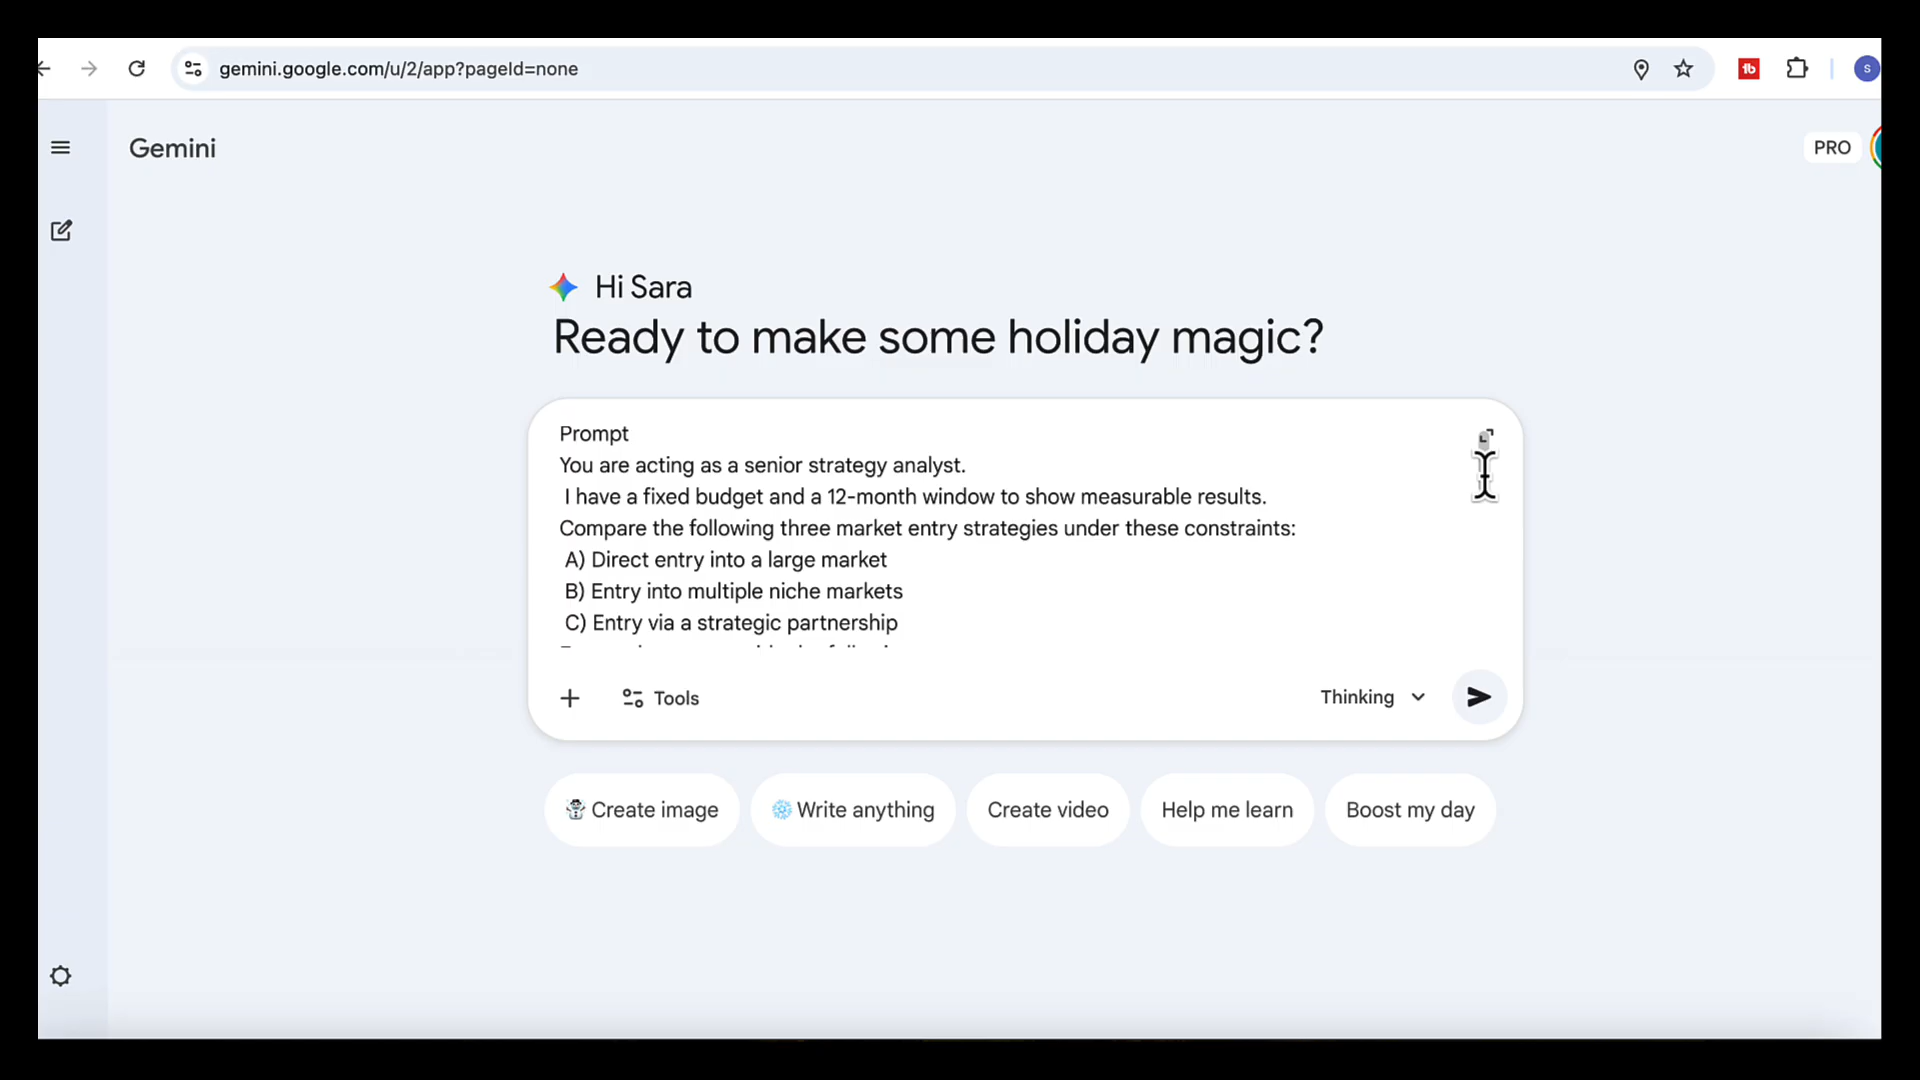 gemini.google.com/u/2/app?pageId=none
tb
s
Gemini
PRO
Hi Sara
Ready to make some holiday magic?
Prompt
You are acting as a senior strategy analyst.
I have a fixed budget and a 12-month window to show measurable results.
Compare the following three market entry strategies under these constraints:
A) Direct entry into a large market
B) Entry into multiple niche markets
C) Entry via a strategic partnership
Tools
Thinking
Create image
Write anything
Create video
Help me learn
Boost my day